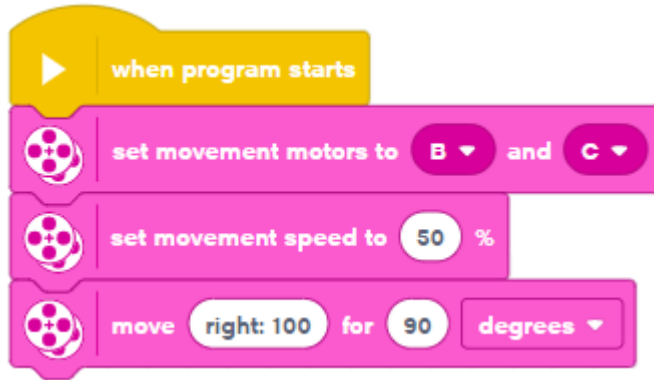 when program starts
set movement motors to B and C
set movement speed to 50 %
move right: 100 for 90 degrees